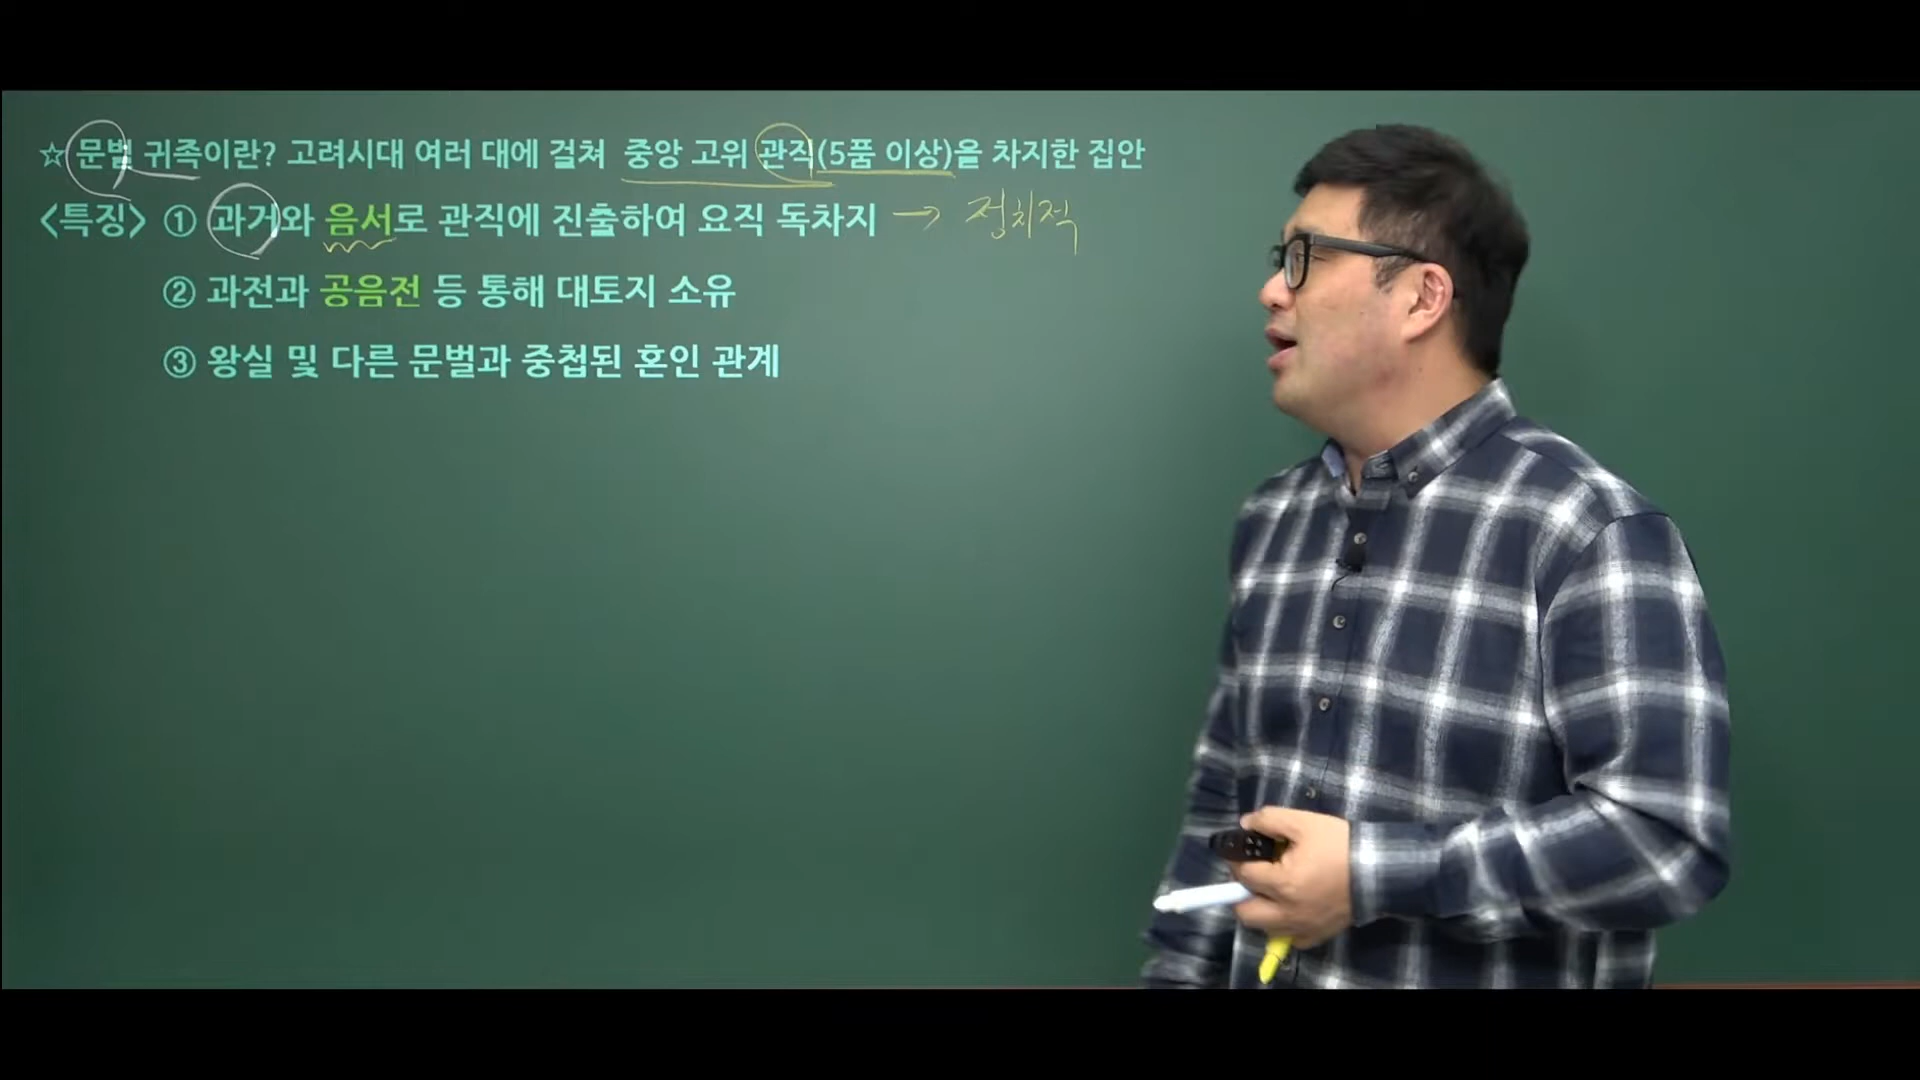 ☆ 문벌 귀족이란? 고려시대 여러 대에 걸쳐 중앙 고위 관직(5품 이상)을 차지한 집안
<특징> ① 과거와 음서로 관직에 진출하여 요직 독차지 → 정치적
② 과전과 공음전 등 통해 대토지 소유
③ 왕실 및 다른 문벌과 중첩된 혼인 관계